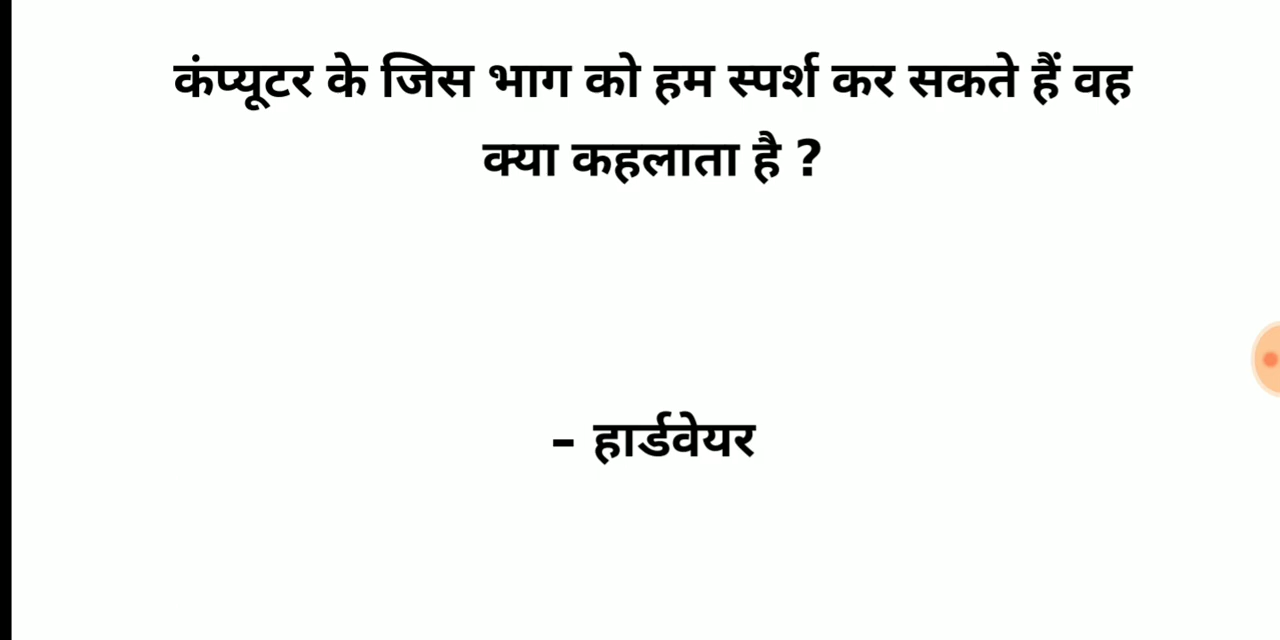 कंप्यूटर के जिस भाग को हम स्पर्श कर सकते हैं वह
क्या कहलाता है ?
– हार्डवेयर